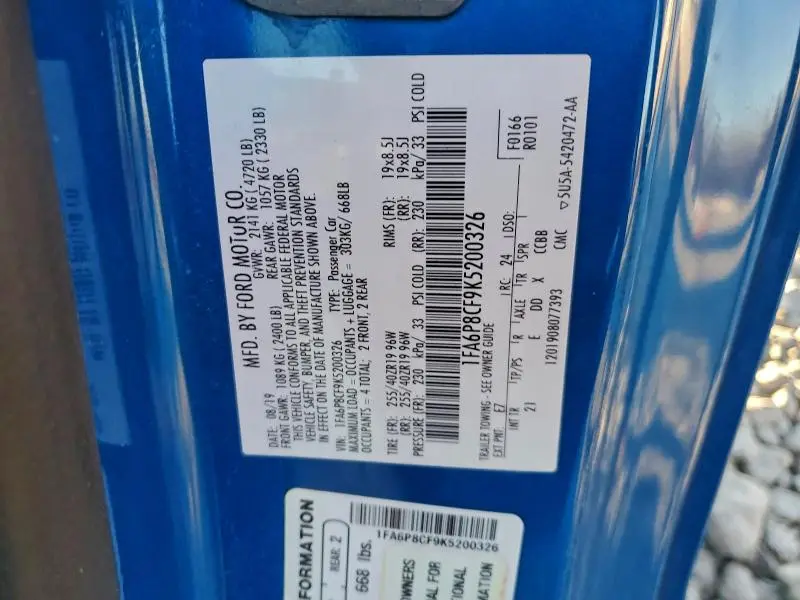 MFD. BY FORD MOTOR CO.
DATE: 08/19 GVWR: 2141 KG ( 4720 LB)
FRONT GAWR: 1089 KG ( 2400 LB) REAR GAWR: 1057 KG ( 2330 LB)
THIS VEHICLE CONFORMS TO ALL APPLICABLE FEDERAL MOTOR
VEHICLE SAFETY, BUMPER, AND THEFT PREVENTION STANDARDS
IN EFFECT ON THE DATE OF MANUFACTURE SHOWN ABOVE.
VIN: 1FA6P8CF9K5200326 TYPE: Passenger Car
MAXIMUM LOAD = OCCUPANTS + LUGGAGE = 303KG/ 668LB
OCCUPANTS = 4 TOTAL: 2 FRONT, 2 REAR
TIRE (FR): 255/40ZR19 96W RIMS (FR): 19x8.5J
(RR): 255/40ZR19 96W (RR): 19x8.5J
PRESSURE (FR): 230 kPa/ 33 PSI COLD (RR): 230 kPa/ 33 PSI COLD
1FA6P8CF9K5200326
TRAILER TOWING - SEE OWNER GUIDE
EXT PNT: E7 RC: 24 DSO: F0166
R0101
INT TR TP/PS R AXLE TR SPR
21 E DD X CCBB
1201908077393 CMC 5U5A-5420472-AA
FORMATION
REAR: 2
668 lbs.
1FA6P8CF9K5200326